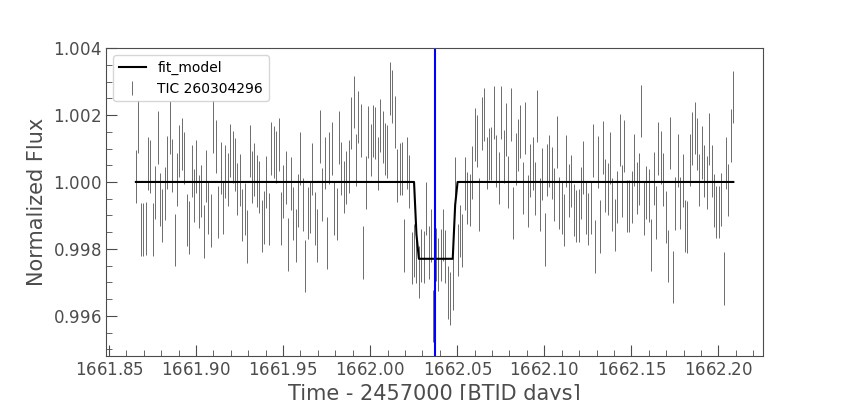 1.004
fit_model
TIC 260304296
1.002
1.000
0.998
0.996
Normalized Flux
1661.85 1661.90 1661.95 1662.00 1662.05 1662.10 1662.15 1662.20
Time - 2457000 [BTJD days]